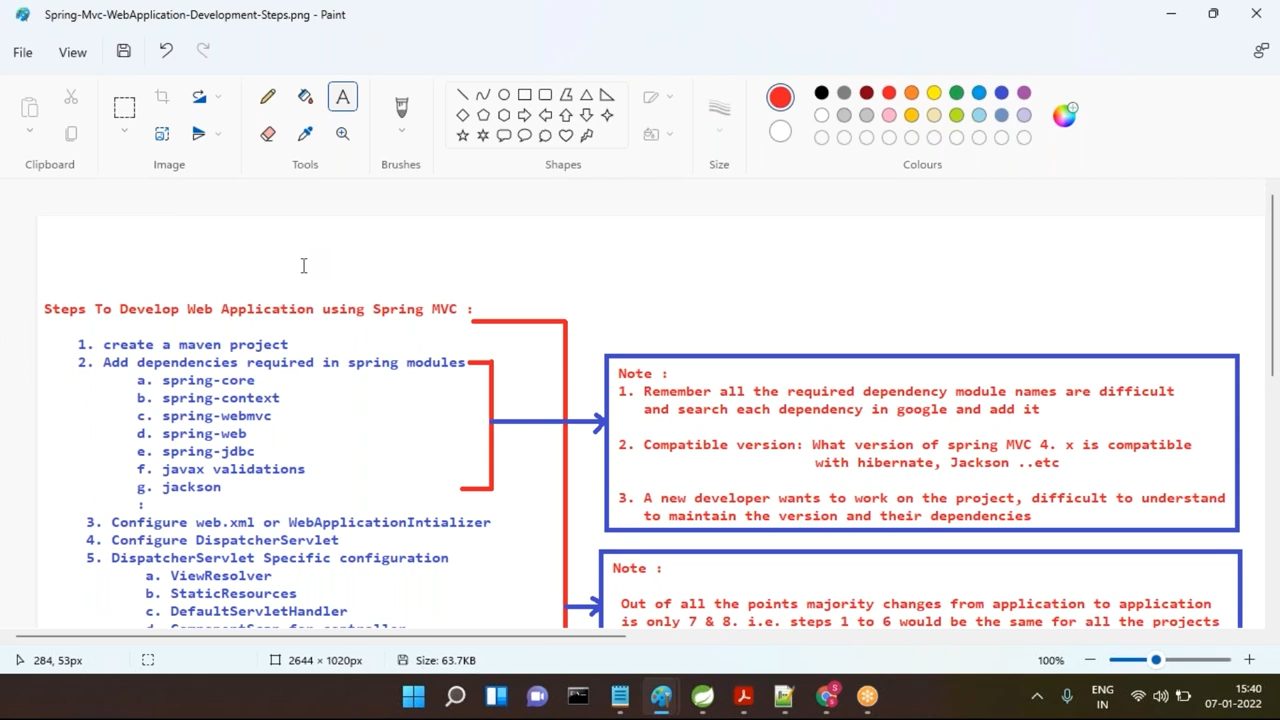 Spring-Mvc-WebApplication-Development-Steps.png - Paint
File
View
Clipboard
Image
Tools
Brushes
Shapes
Size
Colours
Steps To Develop Web Application using Spring MVC :
1. create a maven project
2. Add dependencies required in spring modules
a. spring-core
b. spring-context
c. spring-webmvc
d. spring-web
e. spring-jdbc
f. javax validations
g. jackson
:
3. Configure web.xml or WebApplicationIntializer
4. Configure DispatcherServlet
5. DispatcherServlet Specific configuration
a. ViewResolver
b. StaticResources
c. DefaultServletHandler
d. ComponentScan for controller
Note :
1. Remember all the required dependency module names are difficult
and search each dependency in google and add it
2. Compatible version: What version of spring MVC 4. x is compatible
with hibernate, Jackson ..etc
3. A new developer wants to work on the project, difficult to understand
to maintain the version and their dependencies
Note :
Out of all the points majority changes from application to application
is only 7 & 8. i.e. steps 1 to 6 would be the same for all the projects
284, 53px
2644 × 1020px
Size: 63.7KB
100%
ENG
IN
15:40
07-01-2022